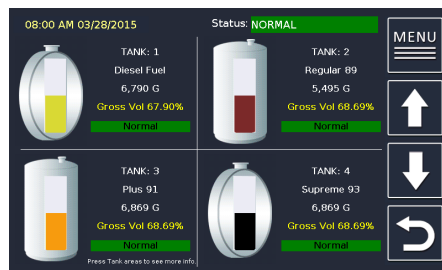 08:00 AM 03/28/2015
Status: NORMAL
MENU
TANK: 1
Diesel Fuel
6,790 G
Gross Vol 67.90%
Normal
TANK: 2
Regular 89
5,495 G
Gross Vol 68.69%
Normal
TANK: 3
Plus 91
6,869 G
Gross Vol 68.69%
Normal
TANK: 4
Supreme 93
6,869 G
Gross Vol 68.69%
Normal
Press Tank areas to see more info.